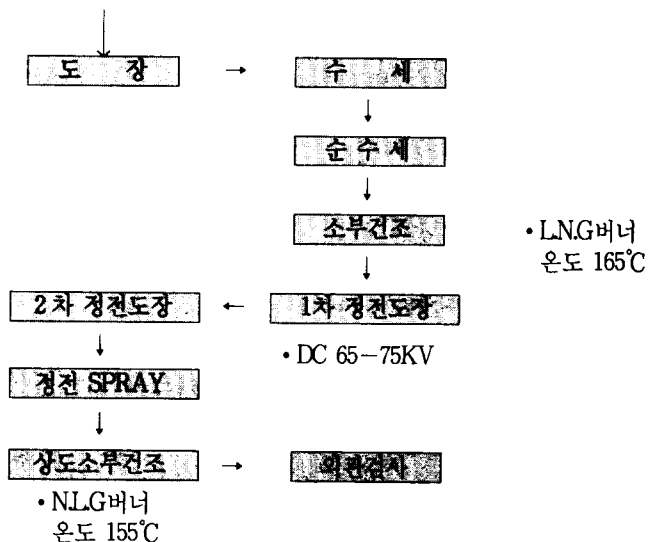 도 장
수 세
순 수 세
소부건조
• L.N.G버너
온도 165℃
2차 정전도장
1차 정전도장
• DC 65-75KV
정전 SPRAY
상도소부건조
외관검사
• N.L.G버너
온도 155℃